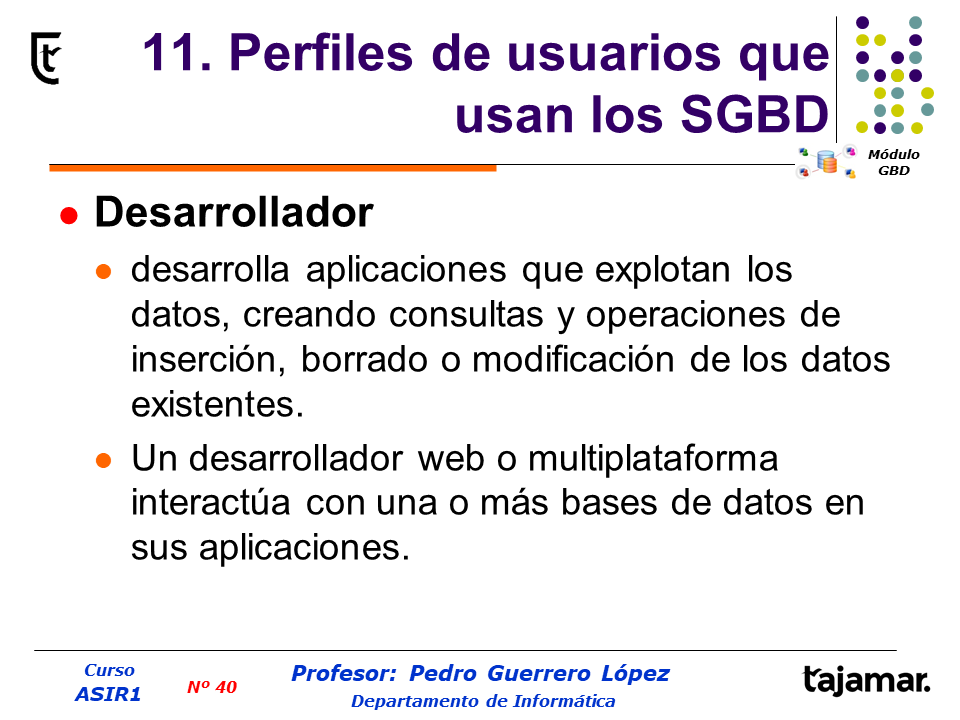 11. Perfiles de usuarios que
usan los SGBD
Módulo
GBD
Desarrollador
desarrolla aplicaciones que explotan los
datos, creando consultas y operaciones de
inserción, borrado o modificación de los datos
existentes.
Un desarrollador web o multiplataforma
interactúa con una o más bases de datos en
sus aplicaciones.
Curso
ASIR1
Nº 40
Profesor: Pedro Guerrero López
Departamento de Informática
tajamar.